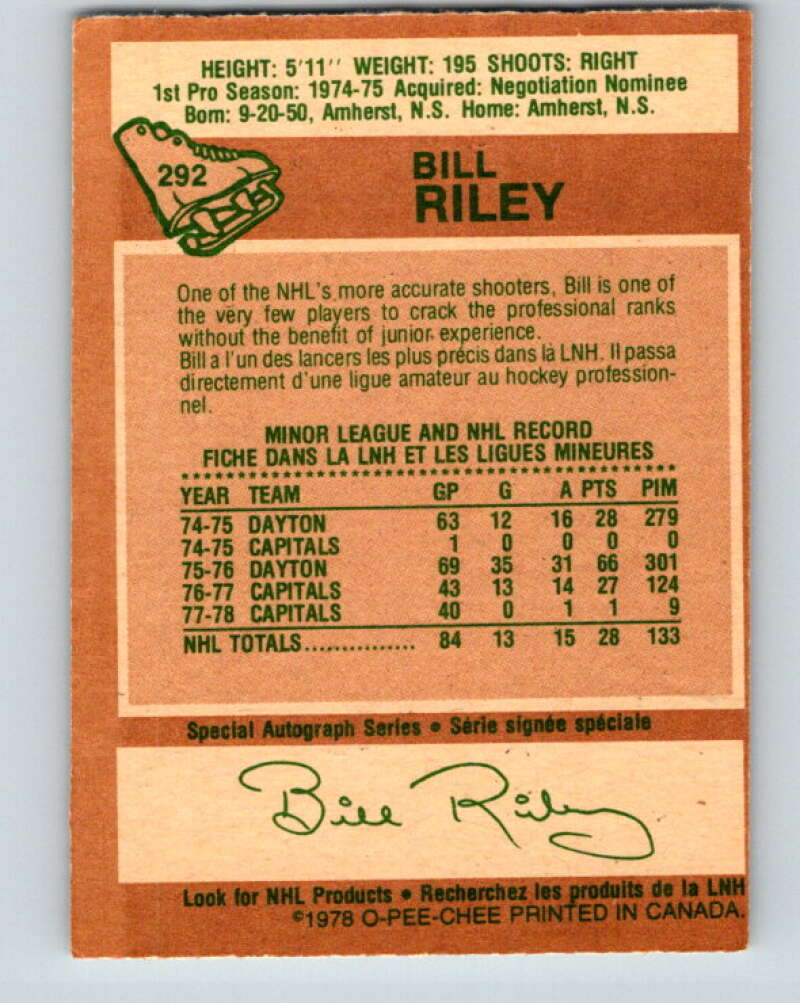 HEIGHT: 5'11'' WEIGHT: 195 SHOOTS: RIGHT
1st Pro Season: 1974-75 Acquired: Negotiation Nominee
Born: 9-20-50, Amherst, N.S. Home: Amherst, N.S.
292
BILL
RILEY
One of the NHL's more accurate shooters, Bill is one of
the very few players to crack the professional ranks
without the benefit of junior experience.
Bill a l'un des lancers les plus précis dans la LNH. Il passa
directement d'une ligue amateur au hockey profession-
nel.
MINOR LEAGUE AND NHL RECORD
FICHE DANS LA LNH ET LES LIGUES MINEURES
YEAR TEAM GP G A PTS PIM
74-75 DAYTON 63 12 16 28 279
74-75 CAPITALS 1 0 0 0 0
75-76 DAYTON 69 35 31 66 301
76-77 CAPITALS 43 13 14 27 124
77-78 CAPITALS 40 0 1 1 9
NHL TOTALS............... 84 13 15 28 133
Special Autograph Series • Série signée spéciale
Bill Riley
Look for NHL Products • Recherchez les produits de la LNH
©1978 O-PEE-CHEE PRINTED IN CANADA.